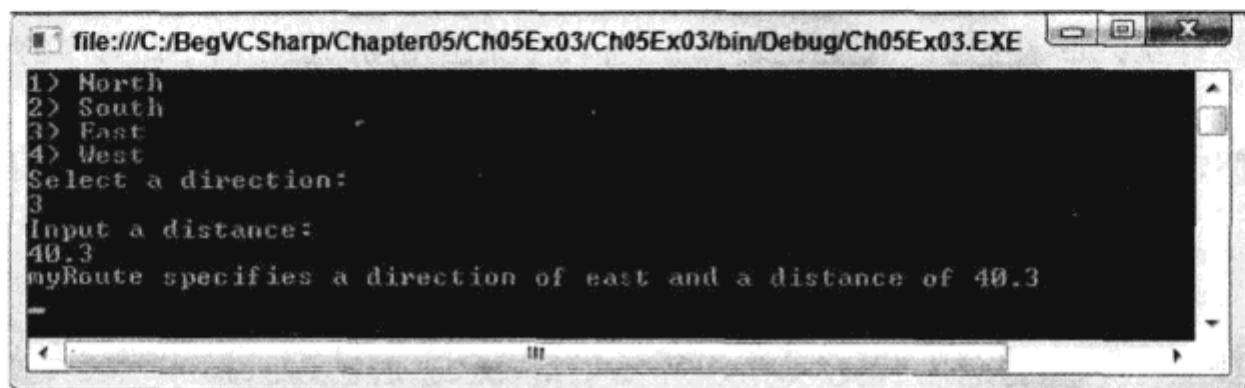 file:///C:/BegVCSharp/Chapter05/Ch05Ex03/Ch05Ex03/bin/Debug/Ch05Ex03.EXE
1> North
2> South
3> East
4> West
Select a direction:
3
Input a distance:
40.3
myRoute specifies a direction of east and a distance of 40.3